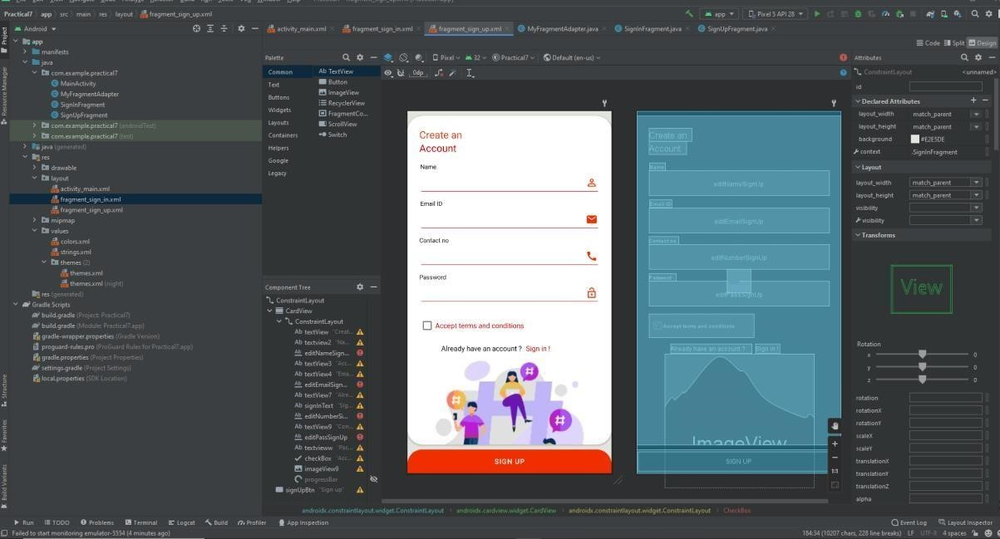 Practical7 > app > src > main > res > layout > fragment_sign_up.xml
app
Pixel 5 API 28
Android
activity_main.xml
fragment_sign_in.xml
fragment_sign_up.xml
MyFragmentAdapter.java
SignInFragment.java
SignUpFragment.java
Code
Split
Design
Project
Resource Manager
Structure
Favorites
Build Variants
app
manifests
java
com.example.practical7
MainActivity
MyFragmentAdapter
SignInFragment
SignUpFragment
com.example.practical7 (androidTest)
com.example.practical7 (test)
java (generated)
res
drawable
layout
activity_main.xml
fragment_sign_in.xml
fragment_sign_up.xml
mipmap
values
colors.xml
strings.xml
themes (2)
themes.xml
themes.xml (night)
res (generated)
Gradle Scripts
build.gradle (Project: Practical7)
build.gradle (Module: Practical7.app)
gradle-wrapper.properties (Gradle Version)
proguard-rules.pro (ProGuard Rules for Practical7.app)
gradle.properties (Project Properties)
settings.gradle (Project Settings)
local.properties (SDK Location)
Palette
Common
Text
Buttons
Widgets
Layouts
Containers
Helpers
Google
Legacy
Ab TextView
Button
ImageView
RecyclerView
FragmentCo...
ScrollView
Switch
Pixel
32
Practical7
Default (en-us)
0dp
Component Tree
ConstraintLayout
CardView
ConstraintLayout
Ab textView "Creat...
Ab textview2 "Na...
Ab editNameSign...
Ab textView3 "Acc...
Ab textView4 "Ema...
Ab editEmailSign...
Ab textView7 "Alre...
Ab signInText "Sig...
Ab editNumberSi...
Ab textView9 "Con...
Ab editPassSignUp
Ab textvieww "Pas...
checkBox "Acc...
imageView9
progressBar
signUpBtn "Sign up"
Create an
Account
Name
Email ID
Contact no
Password
Accept terms and conditions
Already have an account ? Sign in !
SIGN UP
Create an
Account
Name
editNameSignUp
Email ID
editEmailSignUp
Contact no
editNumberSignUp
Password
editPassSignUp
Accept terms and conditions
Already have an account ? Sign in !
ImageView
SIGN UP
1:1
Attributes
ConstraintLayout <unnamed>
id
Declared Attributes
layout_width match_parent
layout_height match_parent
background #E2E5DE
context .SignInFragment
Layout
layout_width match_parent
layout_height match_parent
visibility
visibility
Transforms
View
Rotation
x 0
y 0
z 0
rotation
rotationX
rotationY
scaleX
scaleY
translationX
translationY
translationZ
alpha
androidx.constraintlayout.widget.ConstraintLayout > androidx.cardview.widget.CardView > androidx.constraintlayout.widget.ConstraintLayout > CheckBox
Run
TODO
Problems
Terminal
Logcat
Build
Profiler
App Inspection
Event Log
Layout Inspector
Failed to start monitoring emulator-5554 (4 minutes ago)
184:34 (10207 chars, 228 line breaks) LF UTF-8 4 spaces